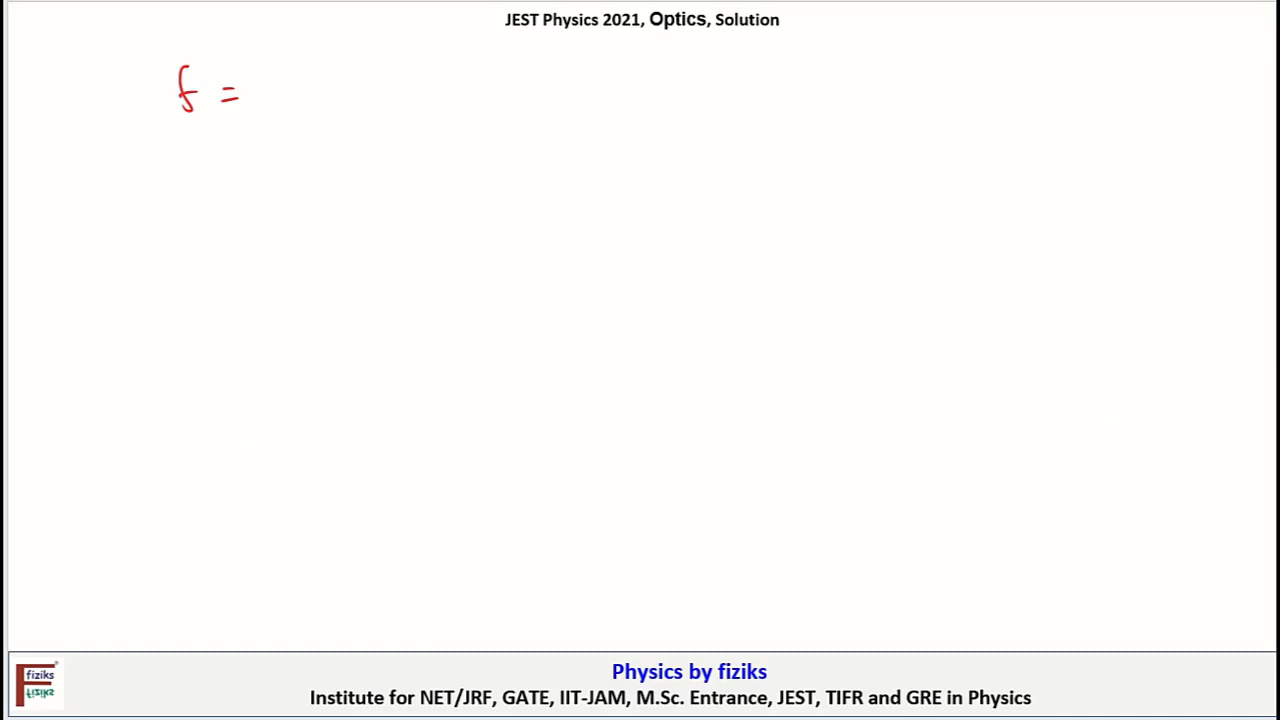 JEST Physics 2021, Optics, Solution
f =
fiziks
Physics by fiziks
Institute for NET/JRF, GATE, IIT-JAM, M.Sc. Entrance, JEST, TIFR and GRE in Physics